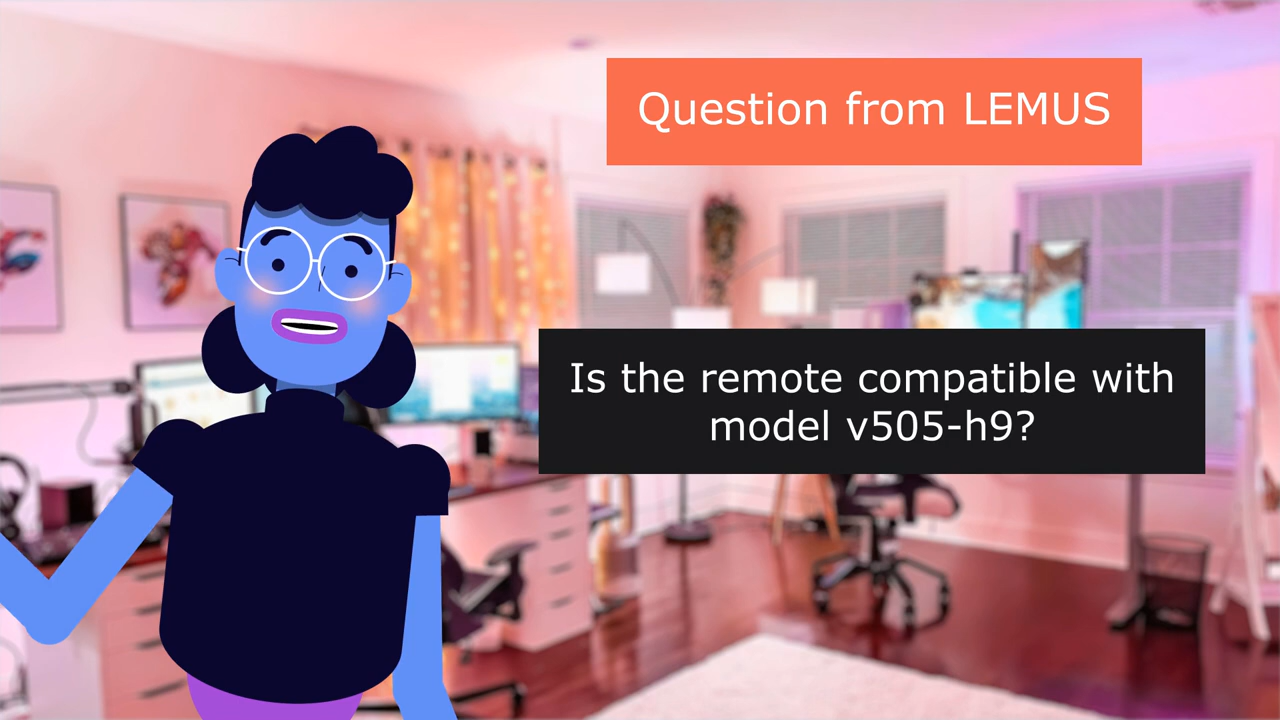 Question from LEMUS
Is the remote compatible with
model v505-h9?